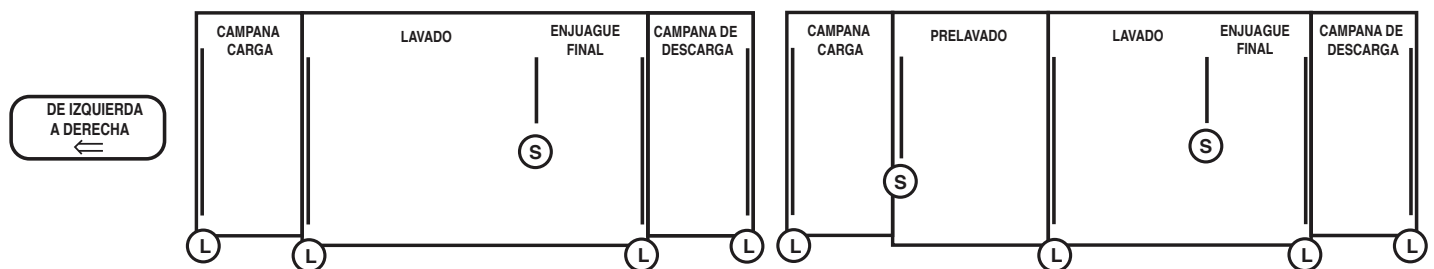 DE IZQUIERDA
A DERECHA
CAMPANA
CARGA
LAVADO
ENJUAGUE
FINAL
CAMPANA DE
DESCARGA
S
L
L
L
L
CAMPANA
CARGA
PRELAVADO
LAVADO
ENJUAGUE
FINAL
CAMPANA DE
DESCARGA
S
S
L
L
L
L